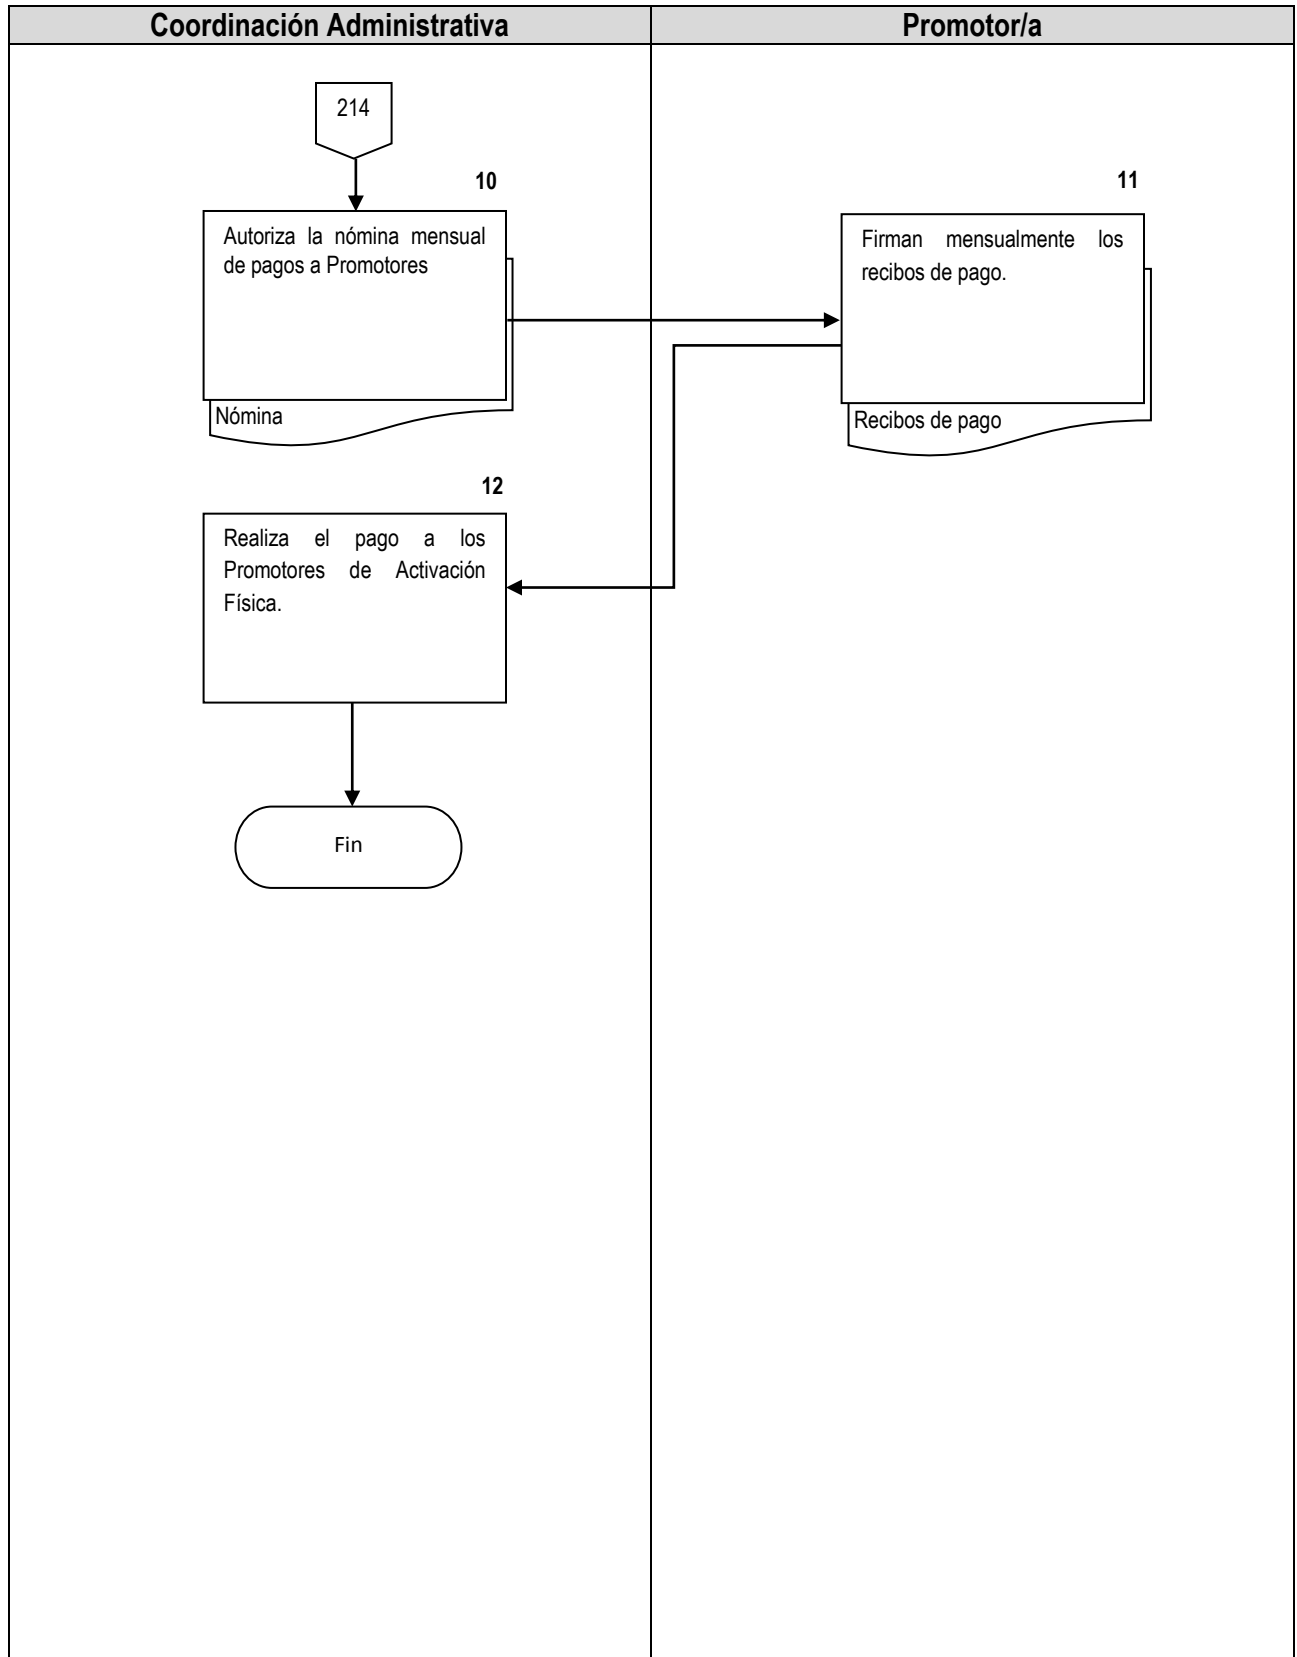 Coordinación Administrativa
Promotor/a
214
10
Autoriza la nómina mensual
de pagos a Promotores
Nómina
11
Firman mensualmente los
recibos de pago.
Recibos de pago
12
Realiza el pago a los
Promotores de Activación
Física.
Fin